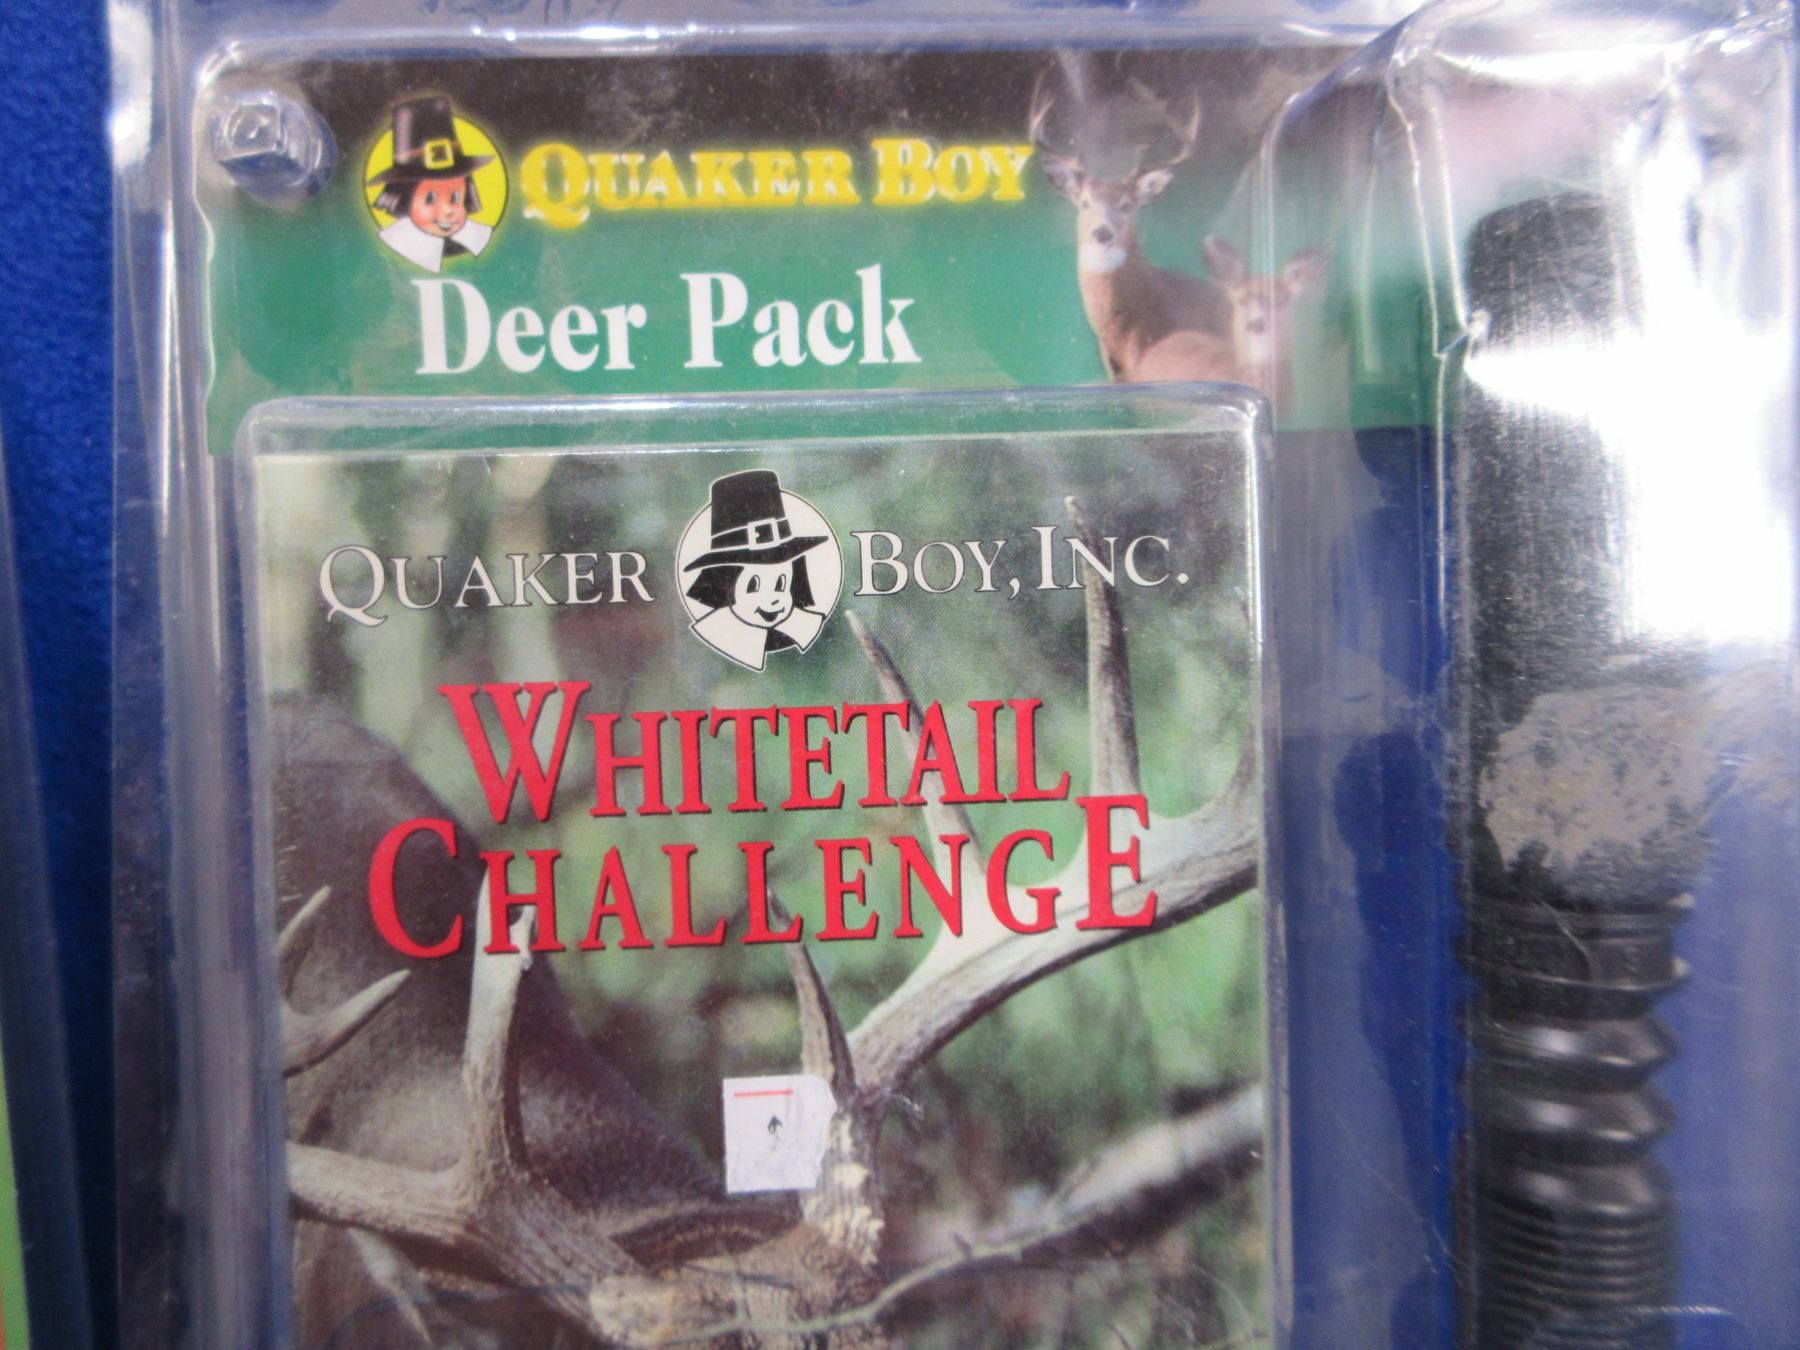 QUAKER BOY
Deer Pack
QUAKER BOY, INC.
WHITETAIL
CHALLENGE